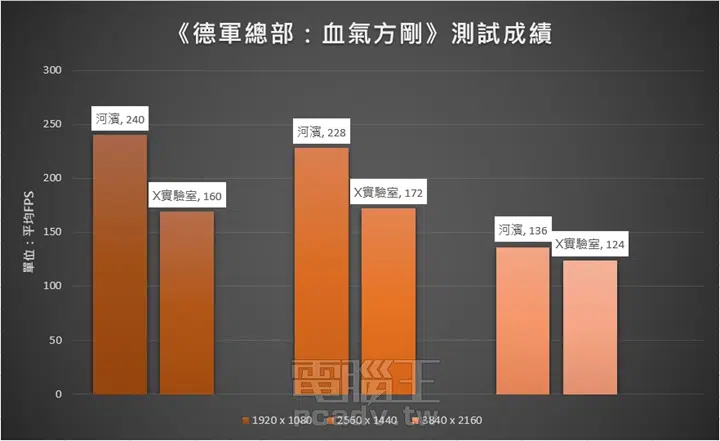 《德軍總部：血氣方剛》測試成績
單位：平均FPS
300
250
200
150
100
50
0
河濱, 240
X實驗室, 160
河濱, 228
X實驗室, 172
河濱, 136
X實驗室, 124
1920 x 1080
2560 x 1440
3840 x 2160
電腦王
pcadv.tw